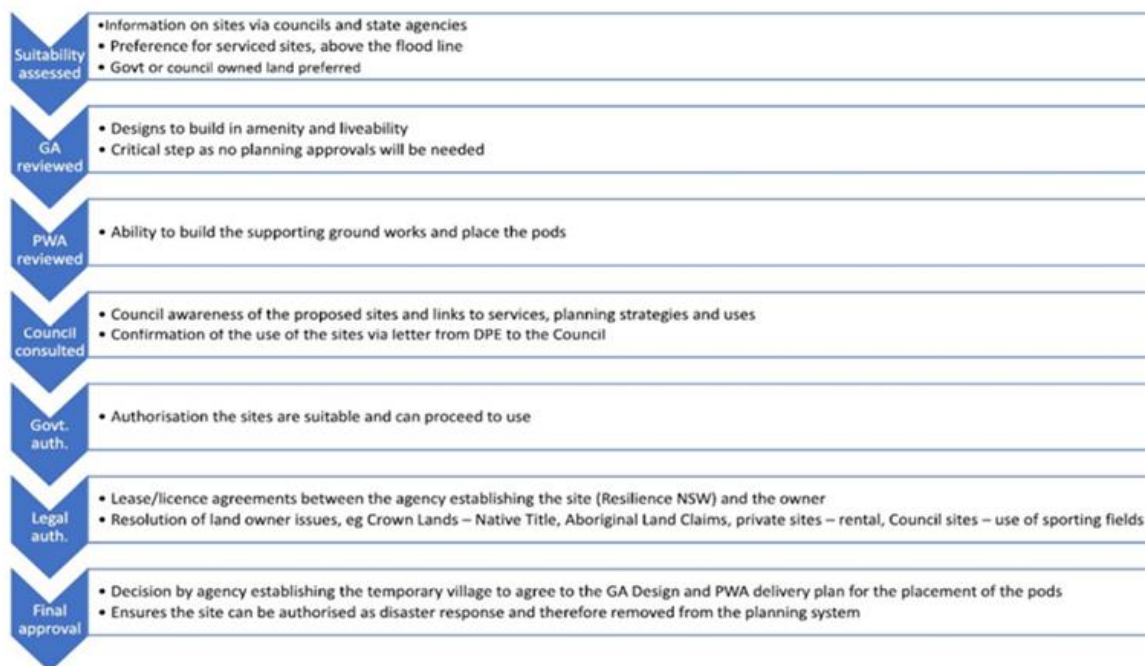 Suitability
assessed
•Information on sites via councils and state agencies
• Preference for serviced sites, above the flood line
• Govt or council owned land preferred
GA
reviewed
• Designs to build in amenity and liveability
• Critical step as no planning approvals will be needed
PWA
reviewed
• Ability to build the supporting ground works and place the pods
Council
consulted
• Council awareness of the proposed sites and links to services, planning strategies and uses
• Confirmation of the use of the sites via letter from DPE to the Council
Govt.
auth.
• Authorisation the sites are suitable and can proceed to use
Legal
auth.
• Lease/licence agreements between the agency establishing the site (Resilience NSW) and the owner
• Resolution of land owner issues, eg Crown Lands – Native Title, Aboriginal Land Claims, private sites – rental, Council sites – use of sporting fields
Final
approval
• Decision by agency establishing the temporary village to agree to the GA Design and PWA delivery plan for the placement of the pods
• Ensures the site can be authorised as disaster response and therefore removed from the planning system